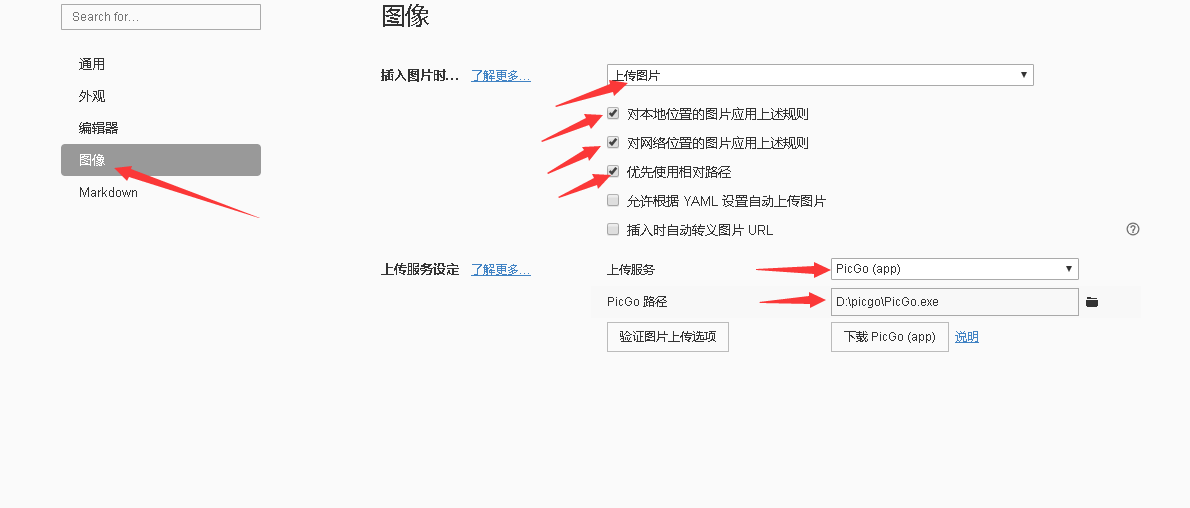 Search for...
通用
外观
编辑器
图像
Markdown
图像
插入图片时... 了解更多... 上传图片
对本地位置的图片应用上述规则
对网络位置的图片应用上述规则
优先使用相对路径
允许根据 YAML 设置自动上传图片
插入时自动转义图片 URL ?
上传服务设定 了解更多... 上传服务 PicGo (app)
PicGo 路径 D:\picgo\PicGo.exe
验证图片上传选项 下载 PicGo (app) 说明